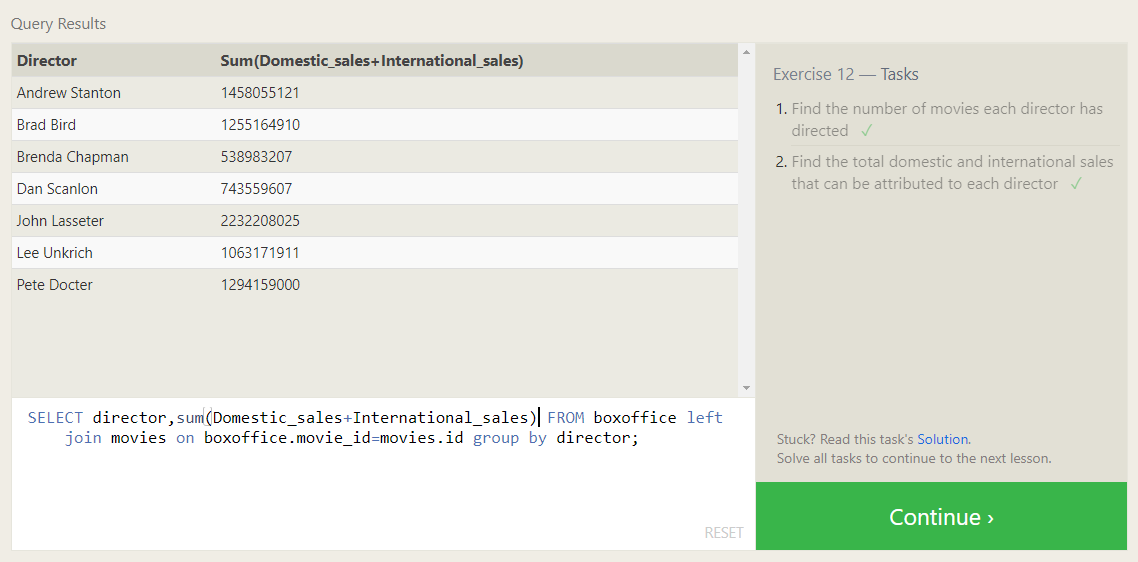 Query Results
Director Sum(Domestic_sales+International_sales)
Andrew Stanton 1458055121
Brad Bird 1255164910
Brenda Chapman 538983207
Dan Scanlon 743559607
John Lasseter 2232208025
Lee Unkrich 1063171911
Pete Docter 1294159000
SELECT director,sum(Domestic_sales+International_sales) FROM boxoffice left
join movies on boxoffice.movie_id=movies.id group by director;
RESET
Exercise 12 — Tasks
1. Find the number of movies each director has
directed ✓
2. Find the total domestic and international sales
that can be attributed to each director ✓
Stuck? Read this task's Solution.
Solve all tasks to continue to the next lesson.
Continue ›